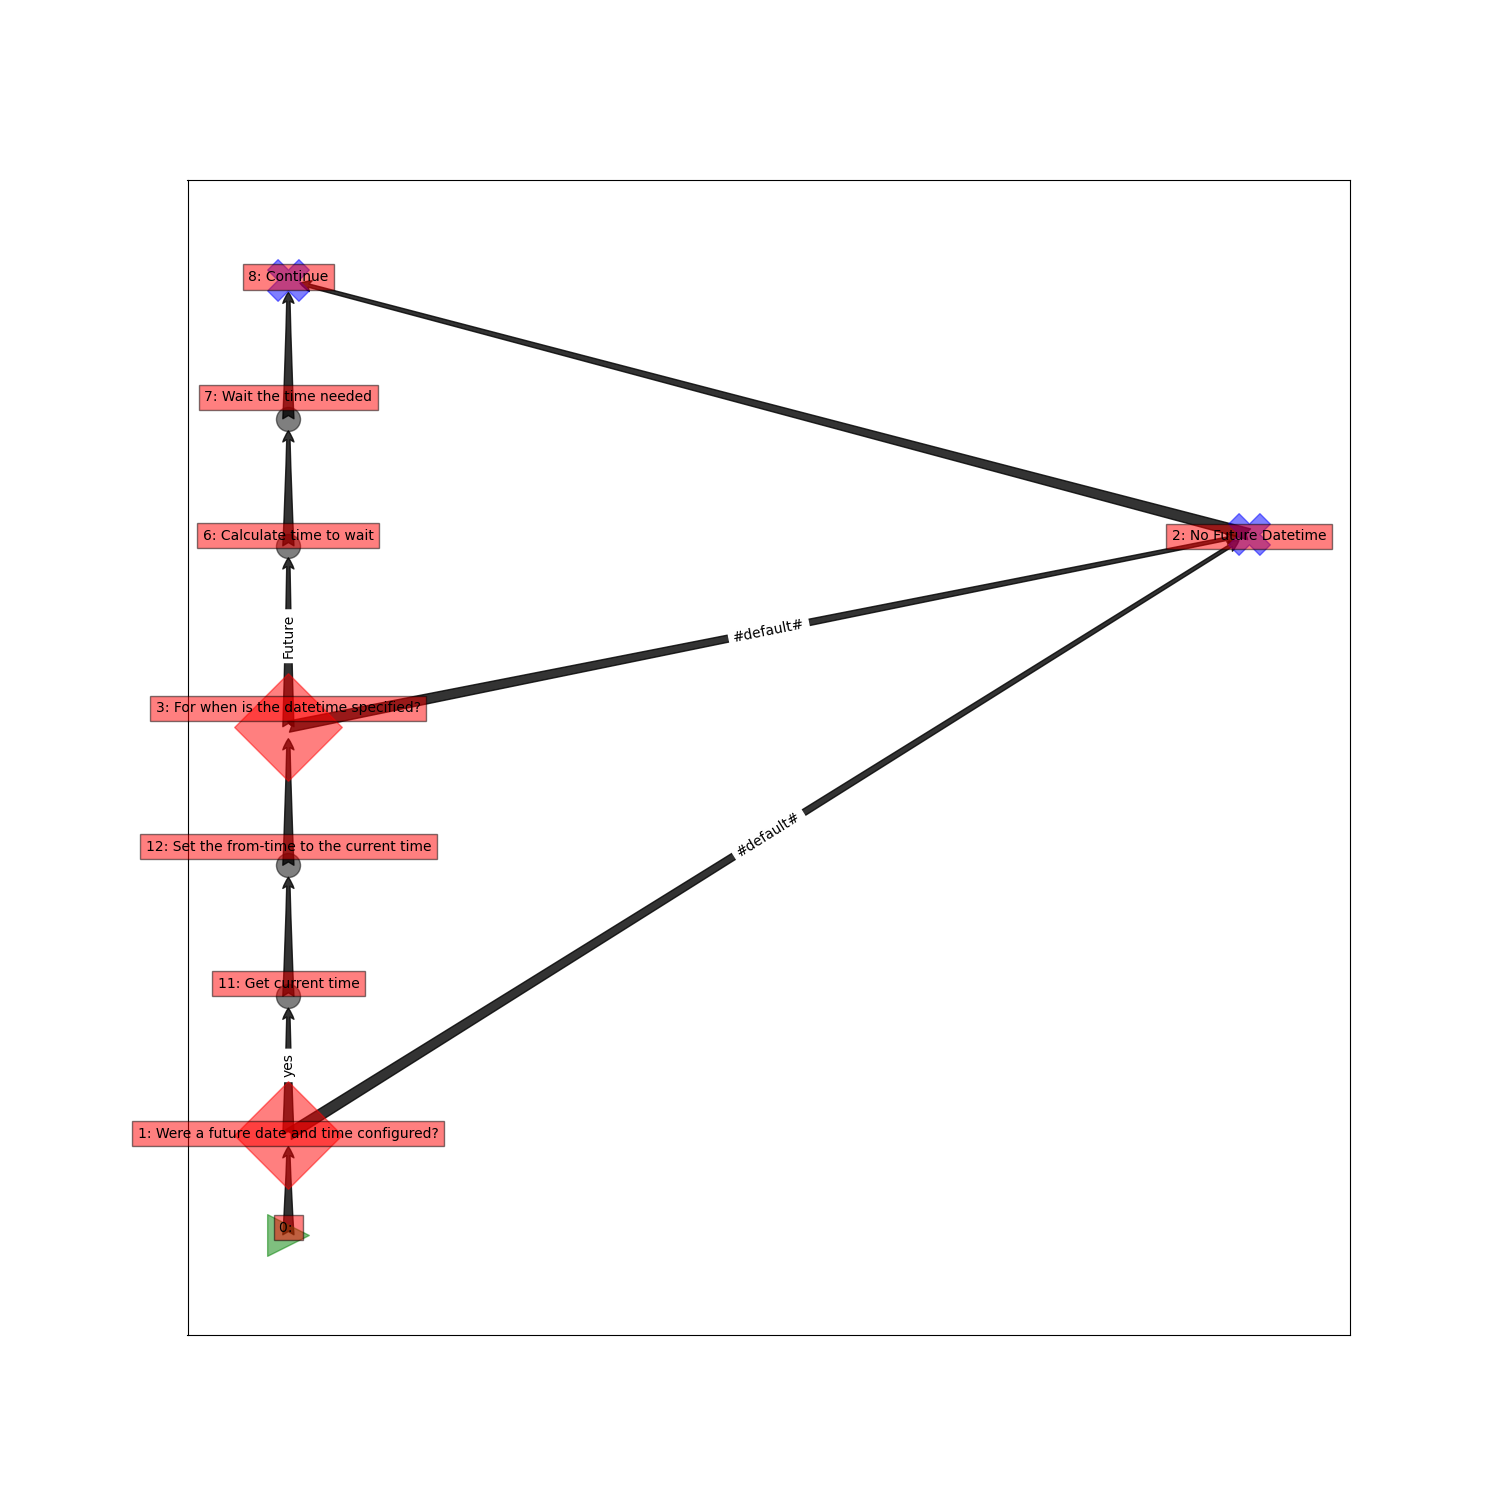 8: Continue
7: Wait the time needed
6: Calculate time to wait
2: No Future Datetime
Future
#default#
3: For when is the datetime specified?
#default#
12: Set the from-time to the current time
11: Get current time
yes
1: Were a future date and time configured?
0: